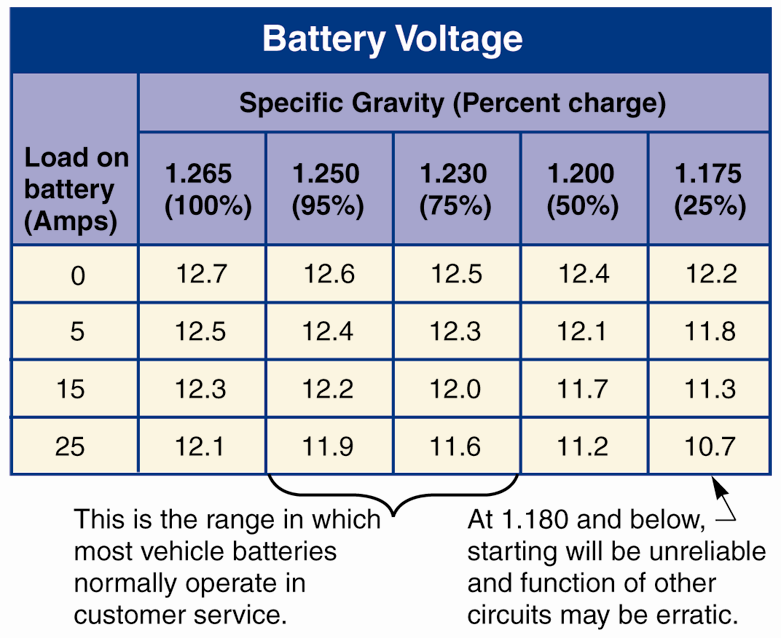 Battery Voltage
Specific Gravity (Percent charge)
Load on
battery
(Amps)
1.265 1.250 1.230 1.200 1.175
(100%) (95%) (75%) (50%) (25%)
0 12.7 12.6 12.5 12.4 12.2
5 12.5 12.4 12.3 12.1 11.8
15 12.3 12.2 12.0 11.7 11.3
25 12.1 11.9 11.6 11.2 10.7
This is the range in which
most vehicle batteries
normally operate in
customer service.
At 1.180 and below,
starting will be unreliable
and function of other
circuits may be erratic.